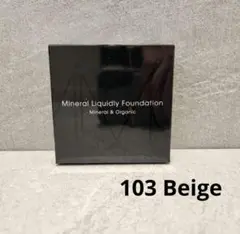 Mineral Liquidly Foundation
Mineral & Organic
103 Beige